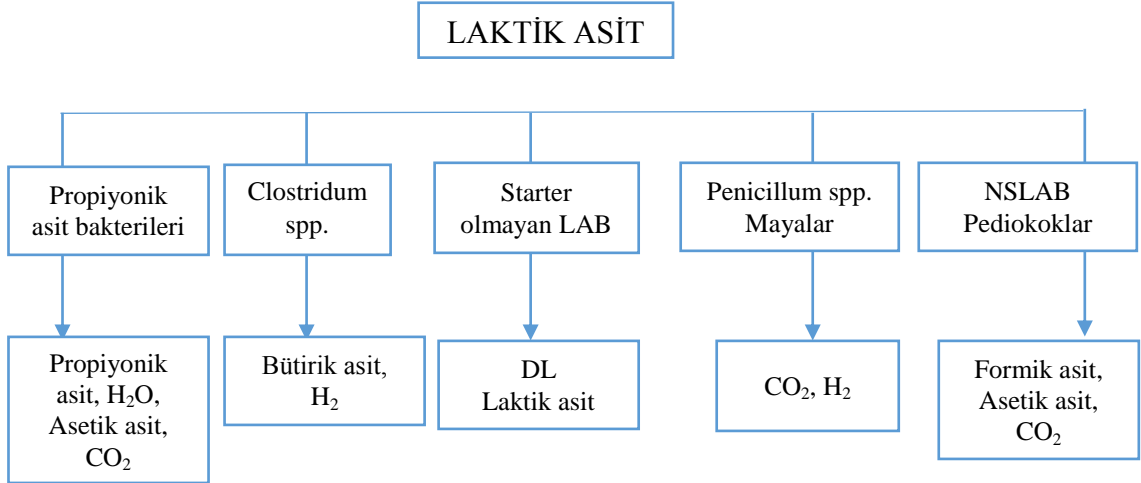 LAKTİK ASİT
Propiyonik
asit bakterileri
Clostridum
spp.
Starter
olmayan LAB
Penicillum spp.
Mayalar
NSLAB
Pediokoklar
Propiyonik
asit, H₂O,
Asetik asit,
CO₂
Bütirik asit,
H₂
DL
Laktik asit
CO₂, H₂
Formik asit,
Asetik asit,
CO₂